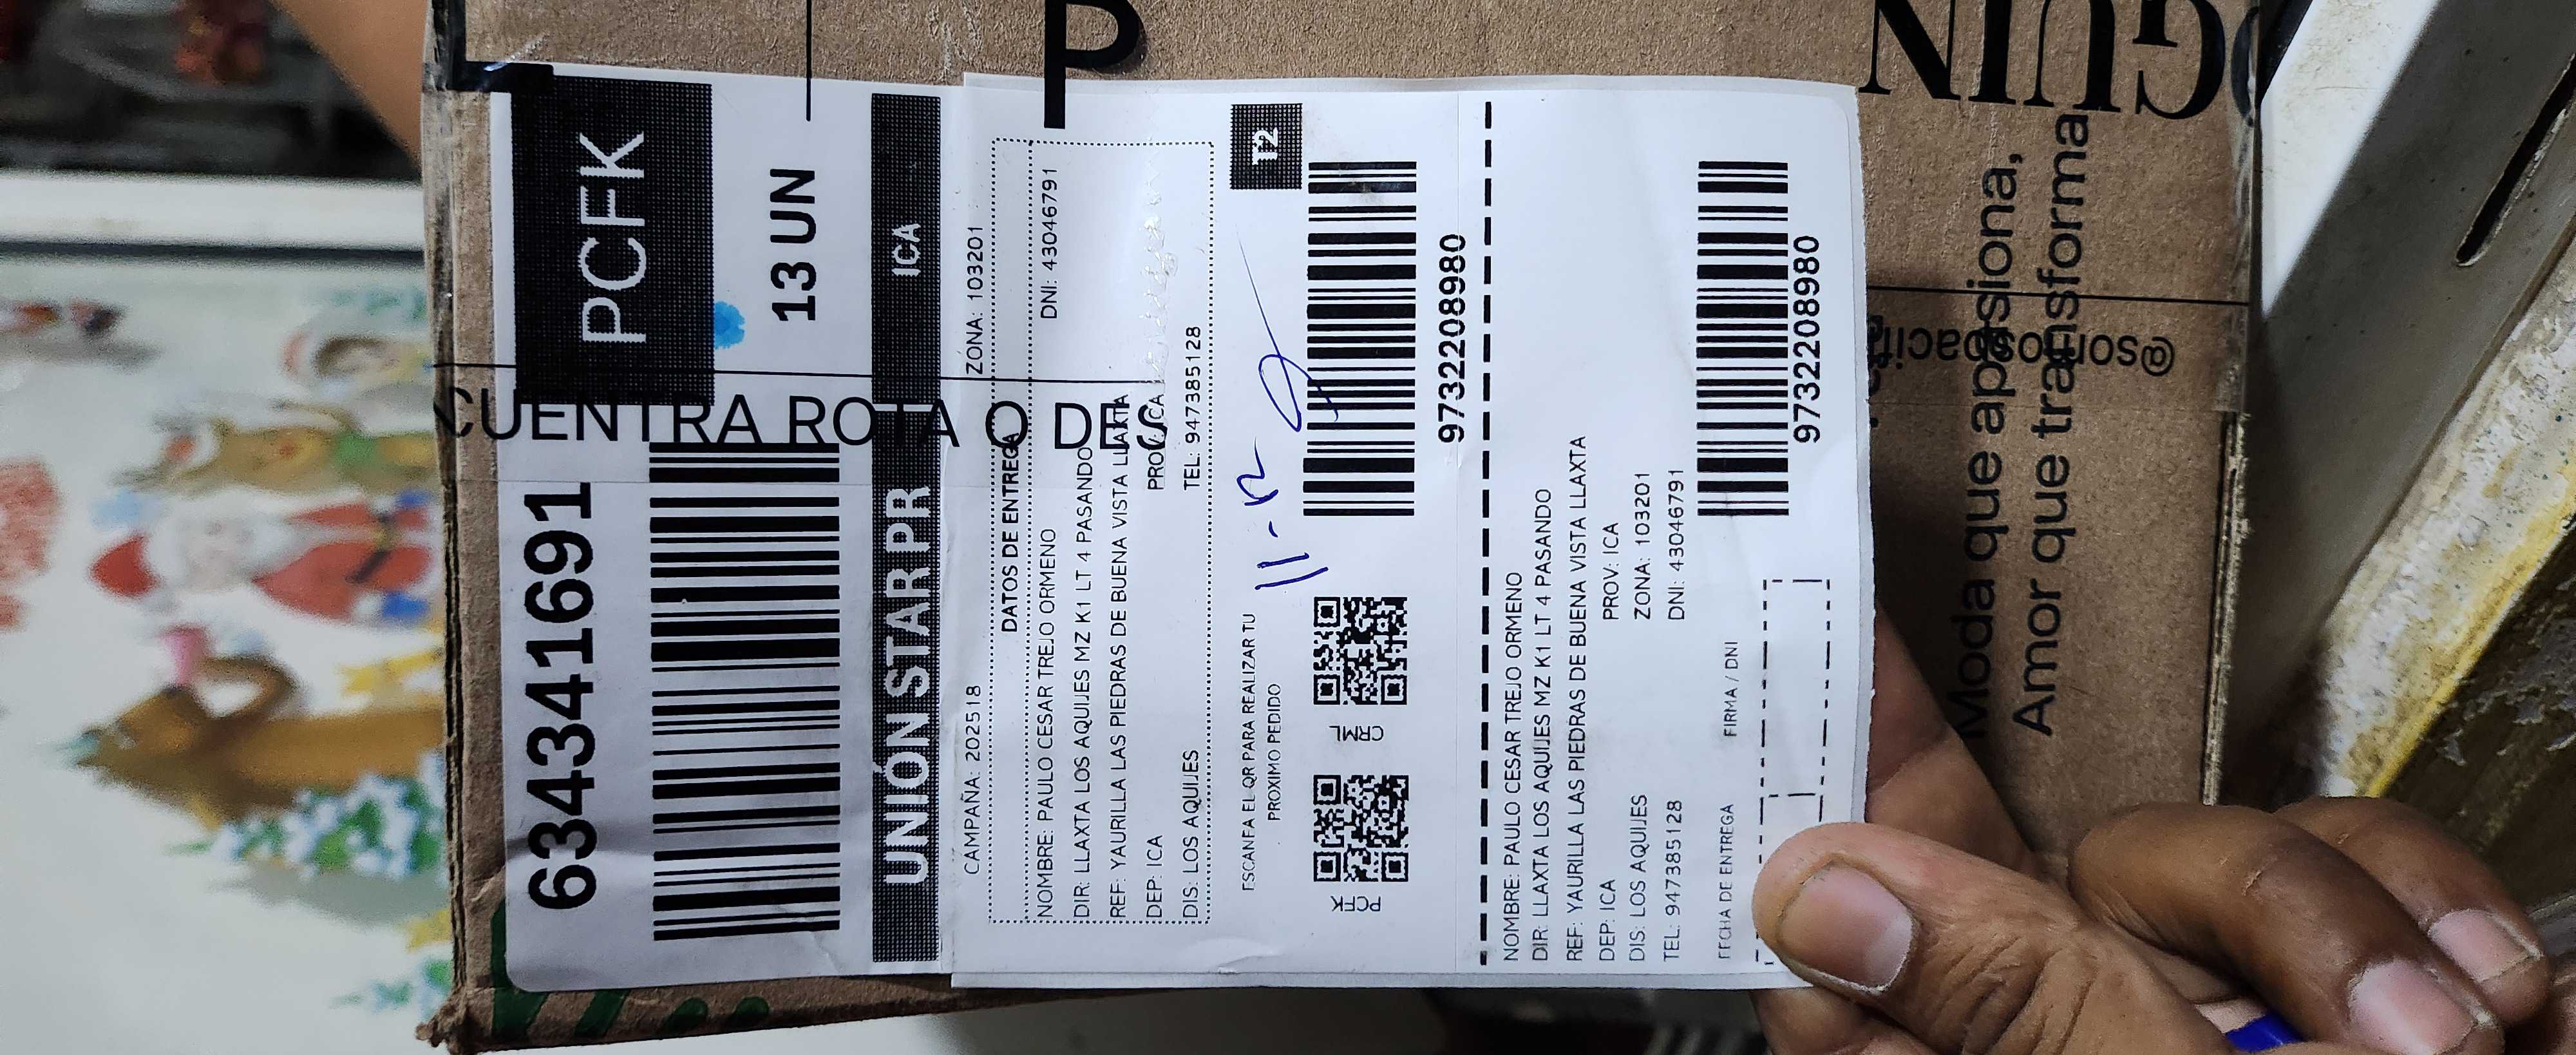 PCFK
13 UN
6343341691
UNIÓN STAR PR ICA
CUENTRA ROTA O DES
P
CAMPAÑA: 202518 ZONA: 103201
DATOS DE ENTREGA
NOMBRE: PAULO CESAR TREJO ORMENO DNI: 43046791
DIR: LLAXTA LOS AQUIJES MZ K1 LT 4 PASANDO
REF: YAURILLA LAS PIEDRAS DE BUENA VISTA LLAXTA
DEP: ICA PROV: ICA
DIS: LOS AQUIJES TEL: 947385128
12
ESCANEA EL QR PARA REALIZAR TU
PROXIMO PEDIDO
11-12
PCFK CRML
973220898​0
NOMBRE: PAULO CESAR TREJO ORMENO
DIR: LLAXTA LOS AQUIJES MZ K1 LT 4 PASANDO
REF: YAURILLA LAS PIEDRAS DE BUENA VISTA LLAXTA
DEP: ICA PROV: ICA
DIS: LOS AQUIJES ZONA: 103201
TEL: 947385128 DNI: 43046791
FECHA DE ENTREGA FIRMA / DNI
9732208980
Moda que apasiona,
Amor que transforma
GUIN